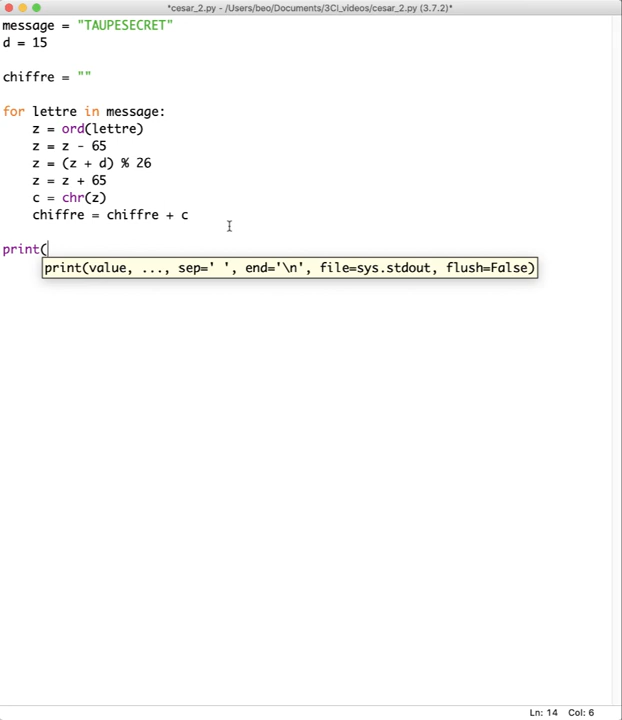 *cesar_2.py - /Users/beo/Documents/3CI_videos/cesar_2.py (3.7.2)*
message = "TAUPESECRET"
d = 15
chiffre = ""
for lettre in message:
    z = ord(lettre)
    z = z - 65
    z = (z + d) % 26
    z = z + 65
    c = chr(z)
    chiffre = chiffre + c
print(
print(value, ..., sep=' ', end='\n', file=sys.stdout, flush=False)
Ln: 14 Col: 6